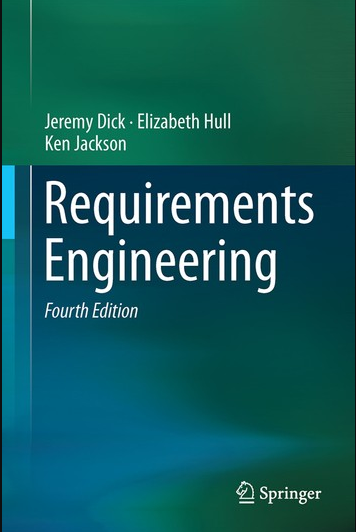 Jeremy Dick · Elizabeth Hull
Ken Jackson
Requirements
Engineering
Fourth Edition
Springer